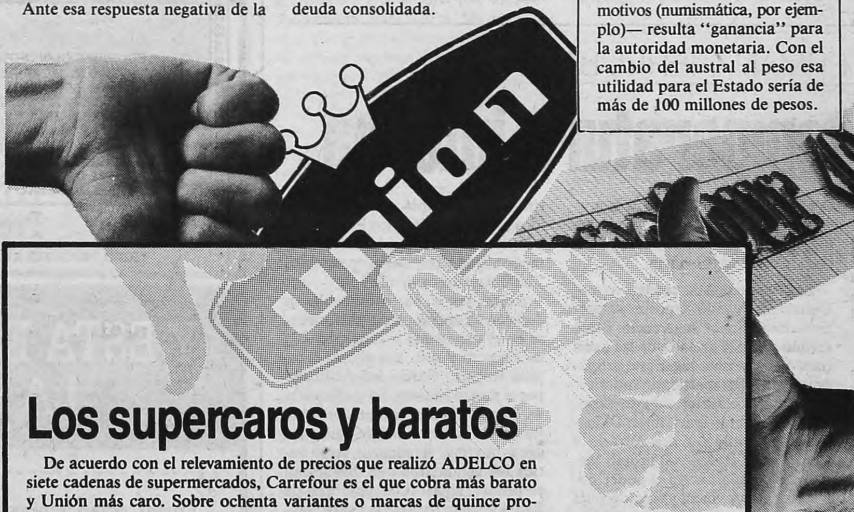 Ante esa respuesta negativa de la
deuda consolidada.
motivos (numismática, por ejem-
plo)— resulta “ganancia” para
la autoridad monetaria. Con el
cambio del austral al peso esa
utilidad para el Estado sería de
más de 100 millones de pesos.
union
Carrefour
Los supercaros y baratos
De acuerdo con el relevamiento de precios que realizó ADELCO en
siete cadenas de supermercados, Carrefour es el que cobra más barato
y Unión más caro. Sobre ochenta variantes o marcas de quince pro-